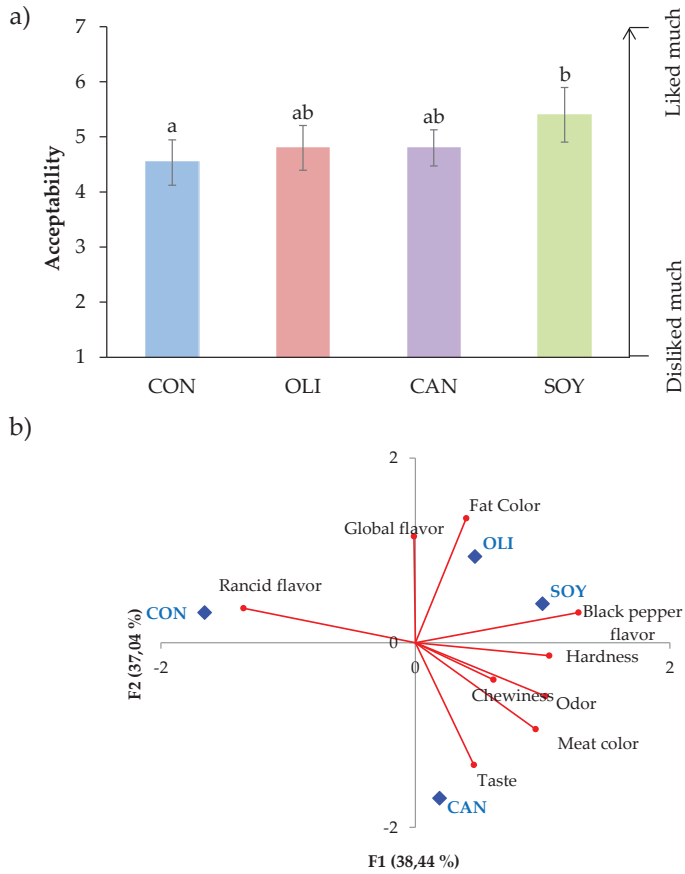 a)
7
6
5
4
3
2
1
Acceptability
a
ab
ab
b
CON
OLI
CAN
SOY
Liked much
Disliked much
b)
2
Fat Color
Global flavor
OLI
Rancid flavor
SOY
CON
Black pepper
flavor
0
Hardness
-2
0
2
Chewiness
Odor
Meat color
Taste
CAN
-2
F2 (37,04 %)
F1 (38,44 %)